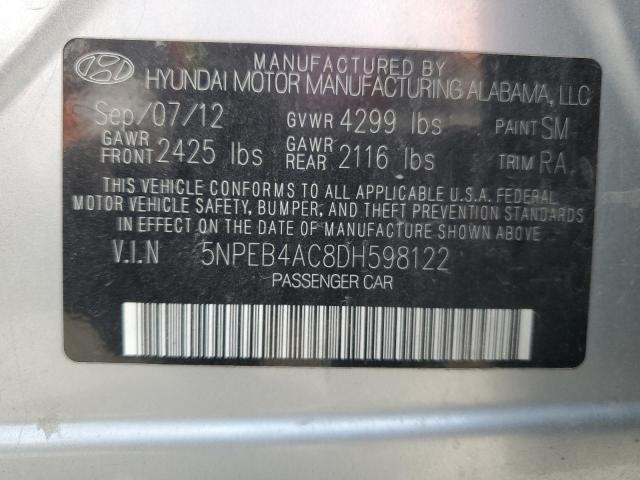 MANUFACTURED BY
HYUNDAI MOTOR MANUFACTURING ALABAMA, LLC
Sep/07/12 GVWR 4299 lbs PAINT SM
GAWR FRONT 2425 lbs GAWR REAR 2116 lbs TRIM RA
THIS VEHICLE CONFORMS TO ALL APPLICABLE U.S.A. FEDERAL
MOTOR VEHICLE SAFETY, BUMPER, AND THEFT PREVENTION STANDARDS
IN EFFECT ON THE DATE OF MANUFACTURE SHOWN ABOVE.
V.I.N 5NPEB4AC8DH598122
PASSENGER CAR